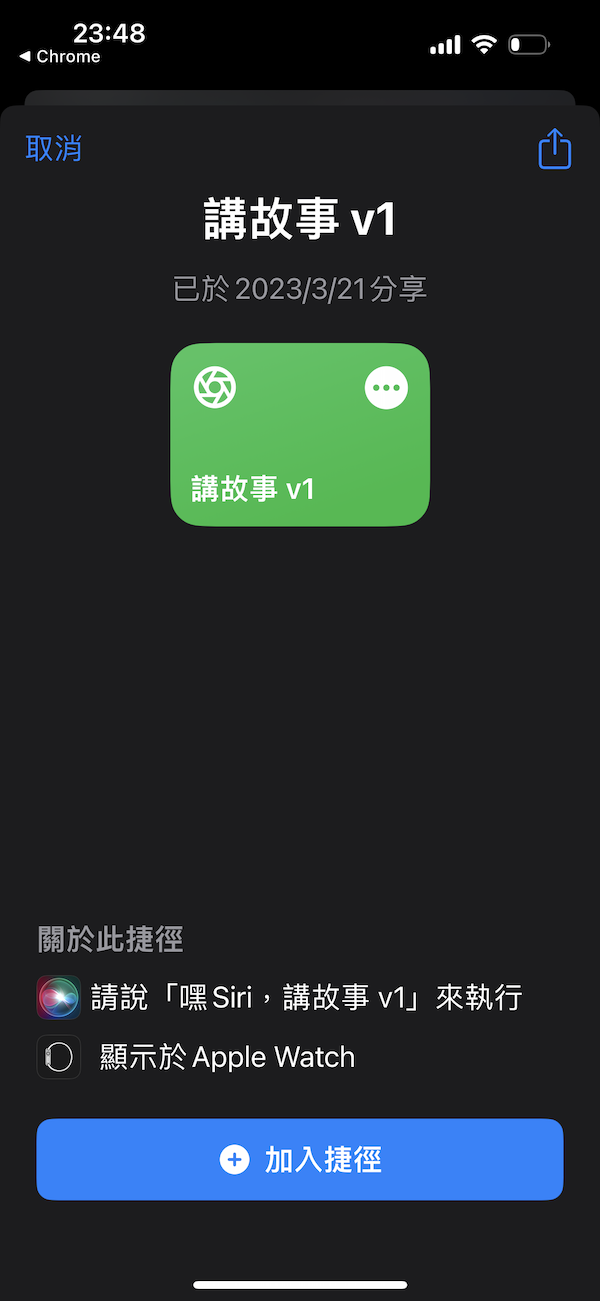 23:48
◀ Chrome
取消
講故事 v1
已於 2023/3/21 分享
講故事 v1
關於此捷徑
請說「嘿 Siri，講故事 v1」來執行
顯示於 Apple Watch
加入捷徑